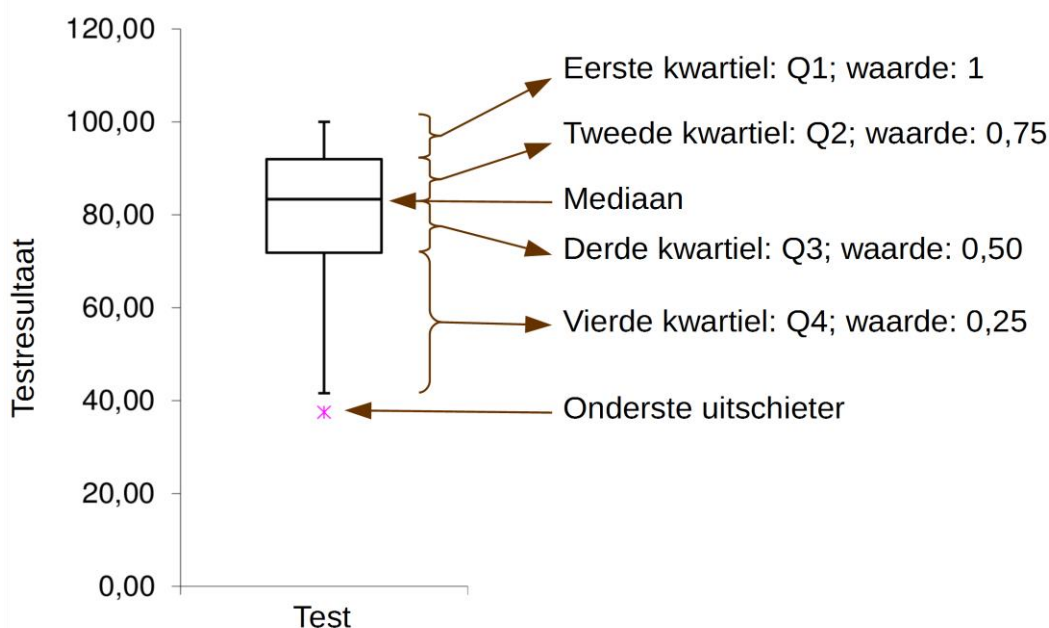 120,00
100,00
80,00
60,00
40,00
20,00
0,00
Testresultaat
Test
Eerste kwartiel: Q1; waarde: 1
Tweede kwartiel: Q2; waarde: 0,75
Mediaan
Derde kwartiel: Q3; waarde: 0,50
Vierde kwartiel: Q4; waarde: 0,25
Onderste uitschieter